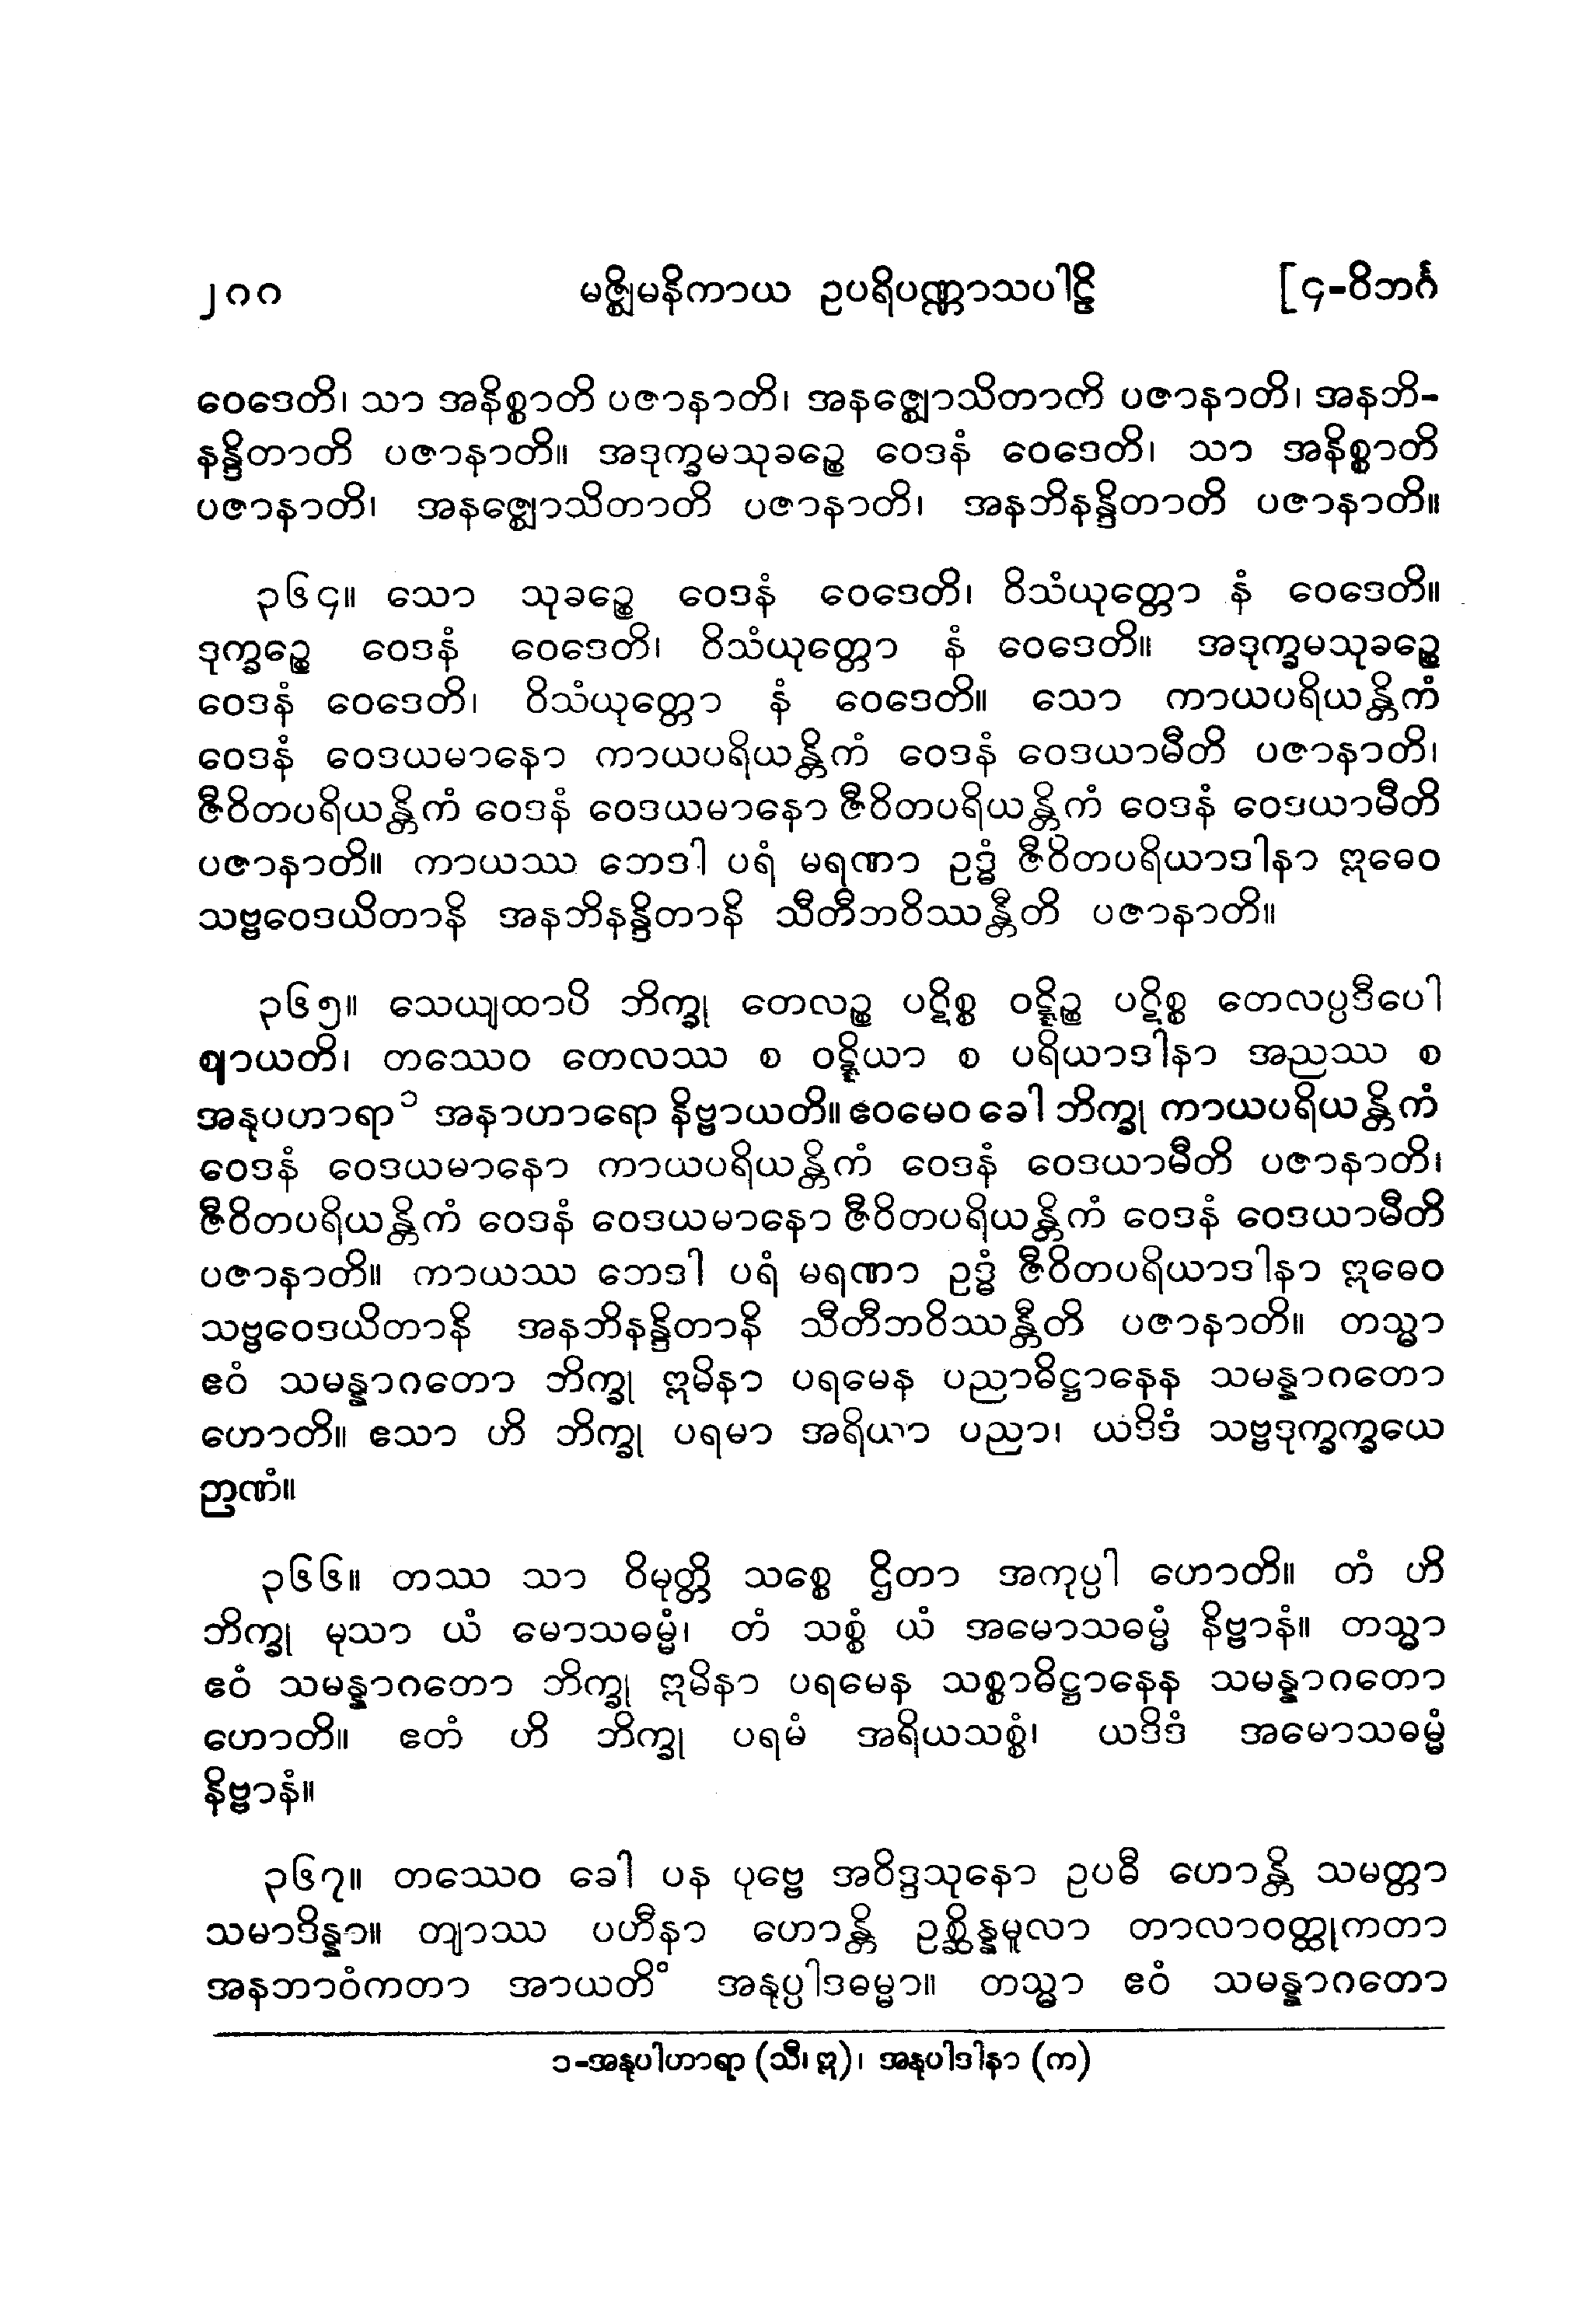 ၂၈၈ မဇ္ဈိမနိကာယ ဥပရိပဏ္ဏာသပါဠိ [၄-ဝိဘင်္ဂ
ဝေဒေတိ၊ သာ အနိစ္စာတိ ပဇာနာတိ၊ အနဇ္ဈောသိတာတိ ပဇာနာတိ၊ အနဘိ-
နန္ဒိတာတိ ပဇာနာတိ။ အဒုက္ခမသုခဉ္စေ ဝေဒနံ ဝေဒေတိ၊ သာ အနိစ္စာတိ
ပဇာနာတိ၊ အနဇ္ဈောသိတာတိ ပဇာနာတိ၊ အနဘိနန္ဒိတာတိ ပဇာနာတိ။
၃၆၄။ သော သုခဉ္စေ ဝေဒနံ ဝေဒေတိ၊ ဝိသံယုတ္တော နံ ဝေဒေတိ။
ဒုက္ခဉ္စေ ဝေဒနံ ဝေဒေတိ၊ ဝိသံယုတ္တော နံ ဝေဒေတိ။ အဒုက္ခမသုခဉ္စေ
ဝေဒနံ ဝေဒေတိ၊ ဝိသံယုတ္တော နံ ဝေဒေတိ။ သော ကာယပရိယန္တိကံ
ဝေဒနံ ဝေဒယမာနော ကာယပရိယန္တိကံ ဝေဒနံ ဝေဒယာမီတိ ပဇာနာတိ၊
ဇီဝိတပရိယန္တိကံ ဝေဒနံ ဝေဒယမာနော ဇီဝိတပရိယန္တိကံ ဝေဒနံ ဝေဒယာမီတိ
ပဇာနာတိ။ ကာယဿ ဘေဒါ ပရံ မရဏာ ဥဒ္ဓံ ဇီဝိတပရိယာဒါနာ ဣဓေဝ
သဗ္ဗဝေဒယိတာနိ အနဘိနန္ဒိတာနိ သီတီဘဝိဿန္တီတိ ပဇာနာတိ။
၃၆၅။ သေယျထာပိ ဘိက္ခု တေလဉ္စ ပဋိစ္စ ဝဋ္ဋိဉ္စ ပဋိစ္စ တေလပ္ပဒီပေါ
ဈာယတိ၊ တဿေဝ တေလဿ စ ဝဋ္ဋိယာ စ ပရိယာဒါနာ အညဿ စ
အနုပဟာရာ၁ အနာဟာရော နိဗ္ဗာယတိ။ ဧဝမေဝ ခေါ ဘိက္ခု ကာယပရိယန္တိကံ
ဝေဒနံ ဝေဒယမာနော ကာယပရိယန္တိကံ ဝေဒနံ ဝေဒယာမီတိ ပဇာနာတိ၊
ဇီဝိတပရိယန္တိကံ ဝေဒနံ ဝေဒယမာနော ဇီဝိတပရိယန္တိကံ ဝေဒနံ ဝေဒယာမီတိ
ပဇာနာတိ။ ကာယဿ ဘေဒါ ပရံ မရဏာ ဥဒ္ဓံ ဇီဝိတပရိယာဒါနာ ဣဓေဝ
သဗ္ဗဝေဒယိတာနိ အနဘိနန္ဒိတာနိ သီတီဘဝိဿန္တီတိ ပဇာနာတိ။ တသ္မာ
ဧဝံ သမန္နာဂတော ဘိက္ခု ဣမိနာ ပရမေန ပညာဓိဋ္ဌာနေန သမန္နာဂတော
ဟောတိ။ ဧသာ ဟိ ဘိက္ခု ပရမာ အရိယာ ပညာ၊ ယဒိဒံ သဗ္ဗဒုက္ခက္ခယေ
ဉာဏံ။
၃၆၆။ တဿ သာ ဝိမုတ္တိ သစ္စေ ဌိတာ အကုပ္ပါ ဟောတိ။ တံ ဟိ
ဘိက္ခု မုသာ ယံ မောသဓမ္မံ၊ တံ သစ္စံ ယံ အမောသဓမ္မံ နိဗ္ဗာနံ။ တသ္မာ
ဧဝံ သမန္နာဂတော ဘိက္ခု ဣမိနာ ပရမေန သစ္စာဓိဋ္ဌာနေန သမန္နာဂတော
ဟောတိ။ ဧတံ ဟိ ဘိက္ခု ပရမံ အရိယသစ္စံ၊ ယဒိဒံ အမောသဓမ္မံ
နိဗ္ဗာနံ။
၃၆၇။ တဿေဝ ခေါ ပန ပုဗ္ဗေ အဝိဒ္ဒသုနော ဥပဓီ ဟောန္တိ သမတ္တာ
သမာဒိန္နာ။ တျာဿ ပဟီနာ ဟောန္တိ ဥစ္ဆိန္နမူလာ တာလာဝတ္ထုကတာ
အနဘာဝံကတာ အာယတိံ အနုပ္ပါဒဓမ္မာ။ တသ္မာ ဧဝံ သမန္နာဂတော
၁-အနုပါဟာရာ (သီ၊ ဣ)၊ အနုပါဒါနာ (က)